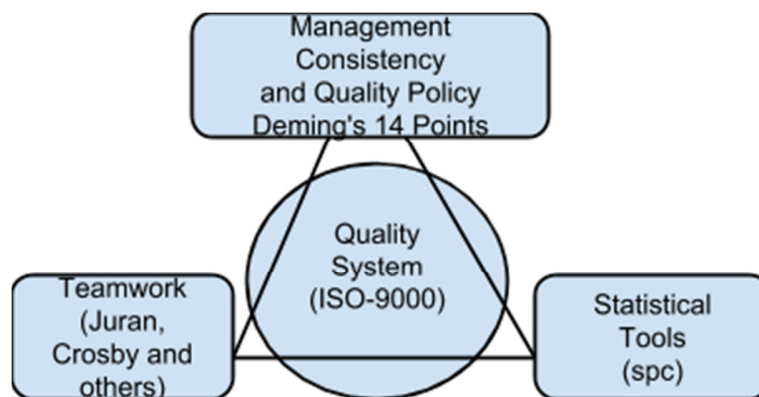 Management
Consistency
and Quality Policy
Deming's 14 Points
Quality
System
(ISO-9000)
Teamwork
(Juran,
Crosby and
others)
Statistical
Tools
(spc)